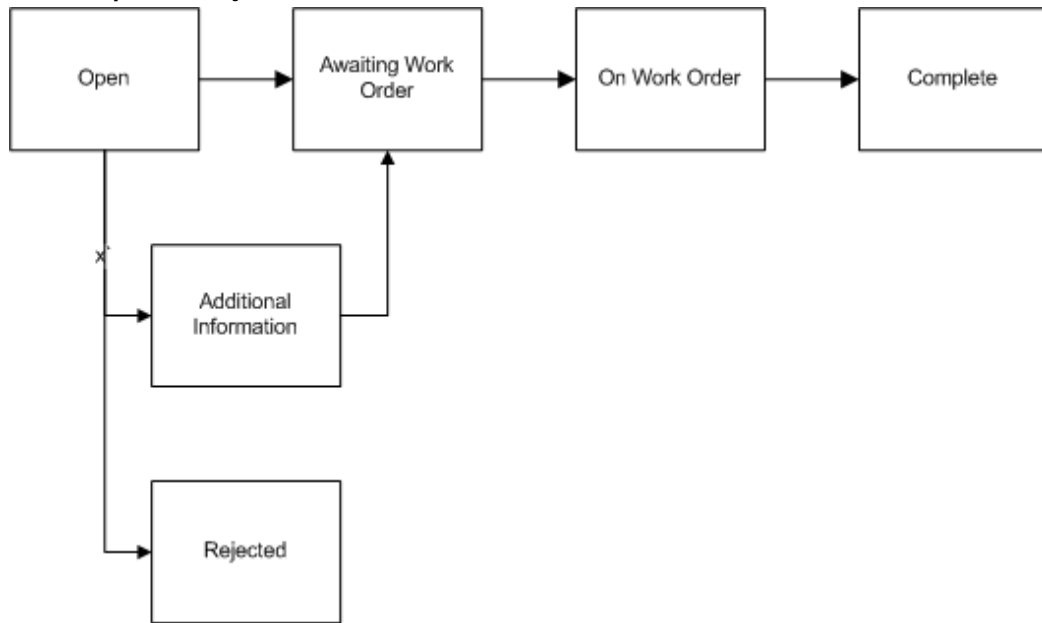 Open
Awaiting Work
Order
On Work Order
Complete
x`
Additional
Information
Rejected